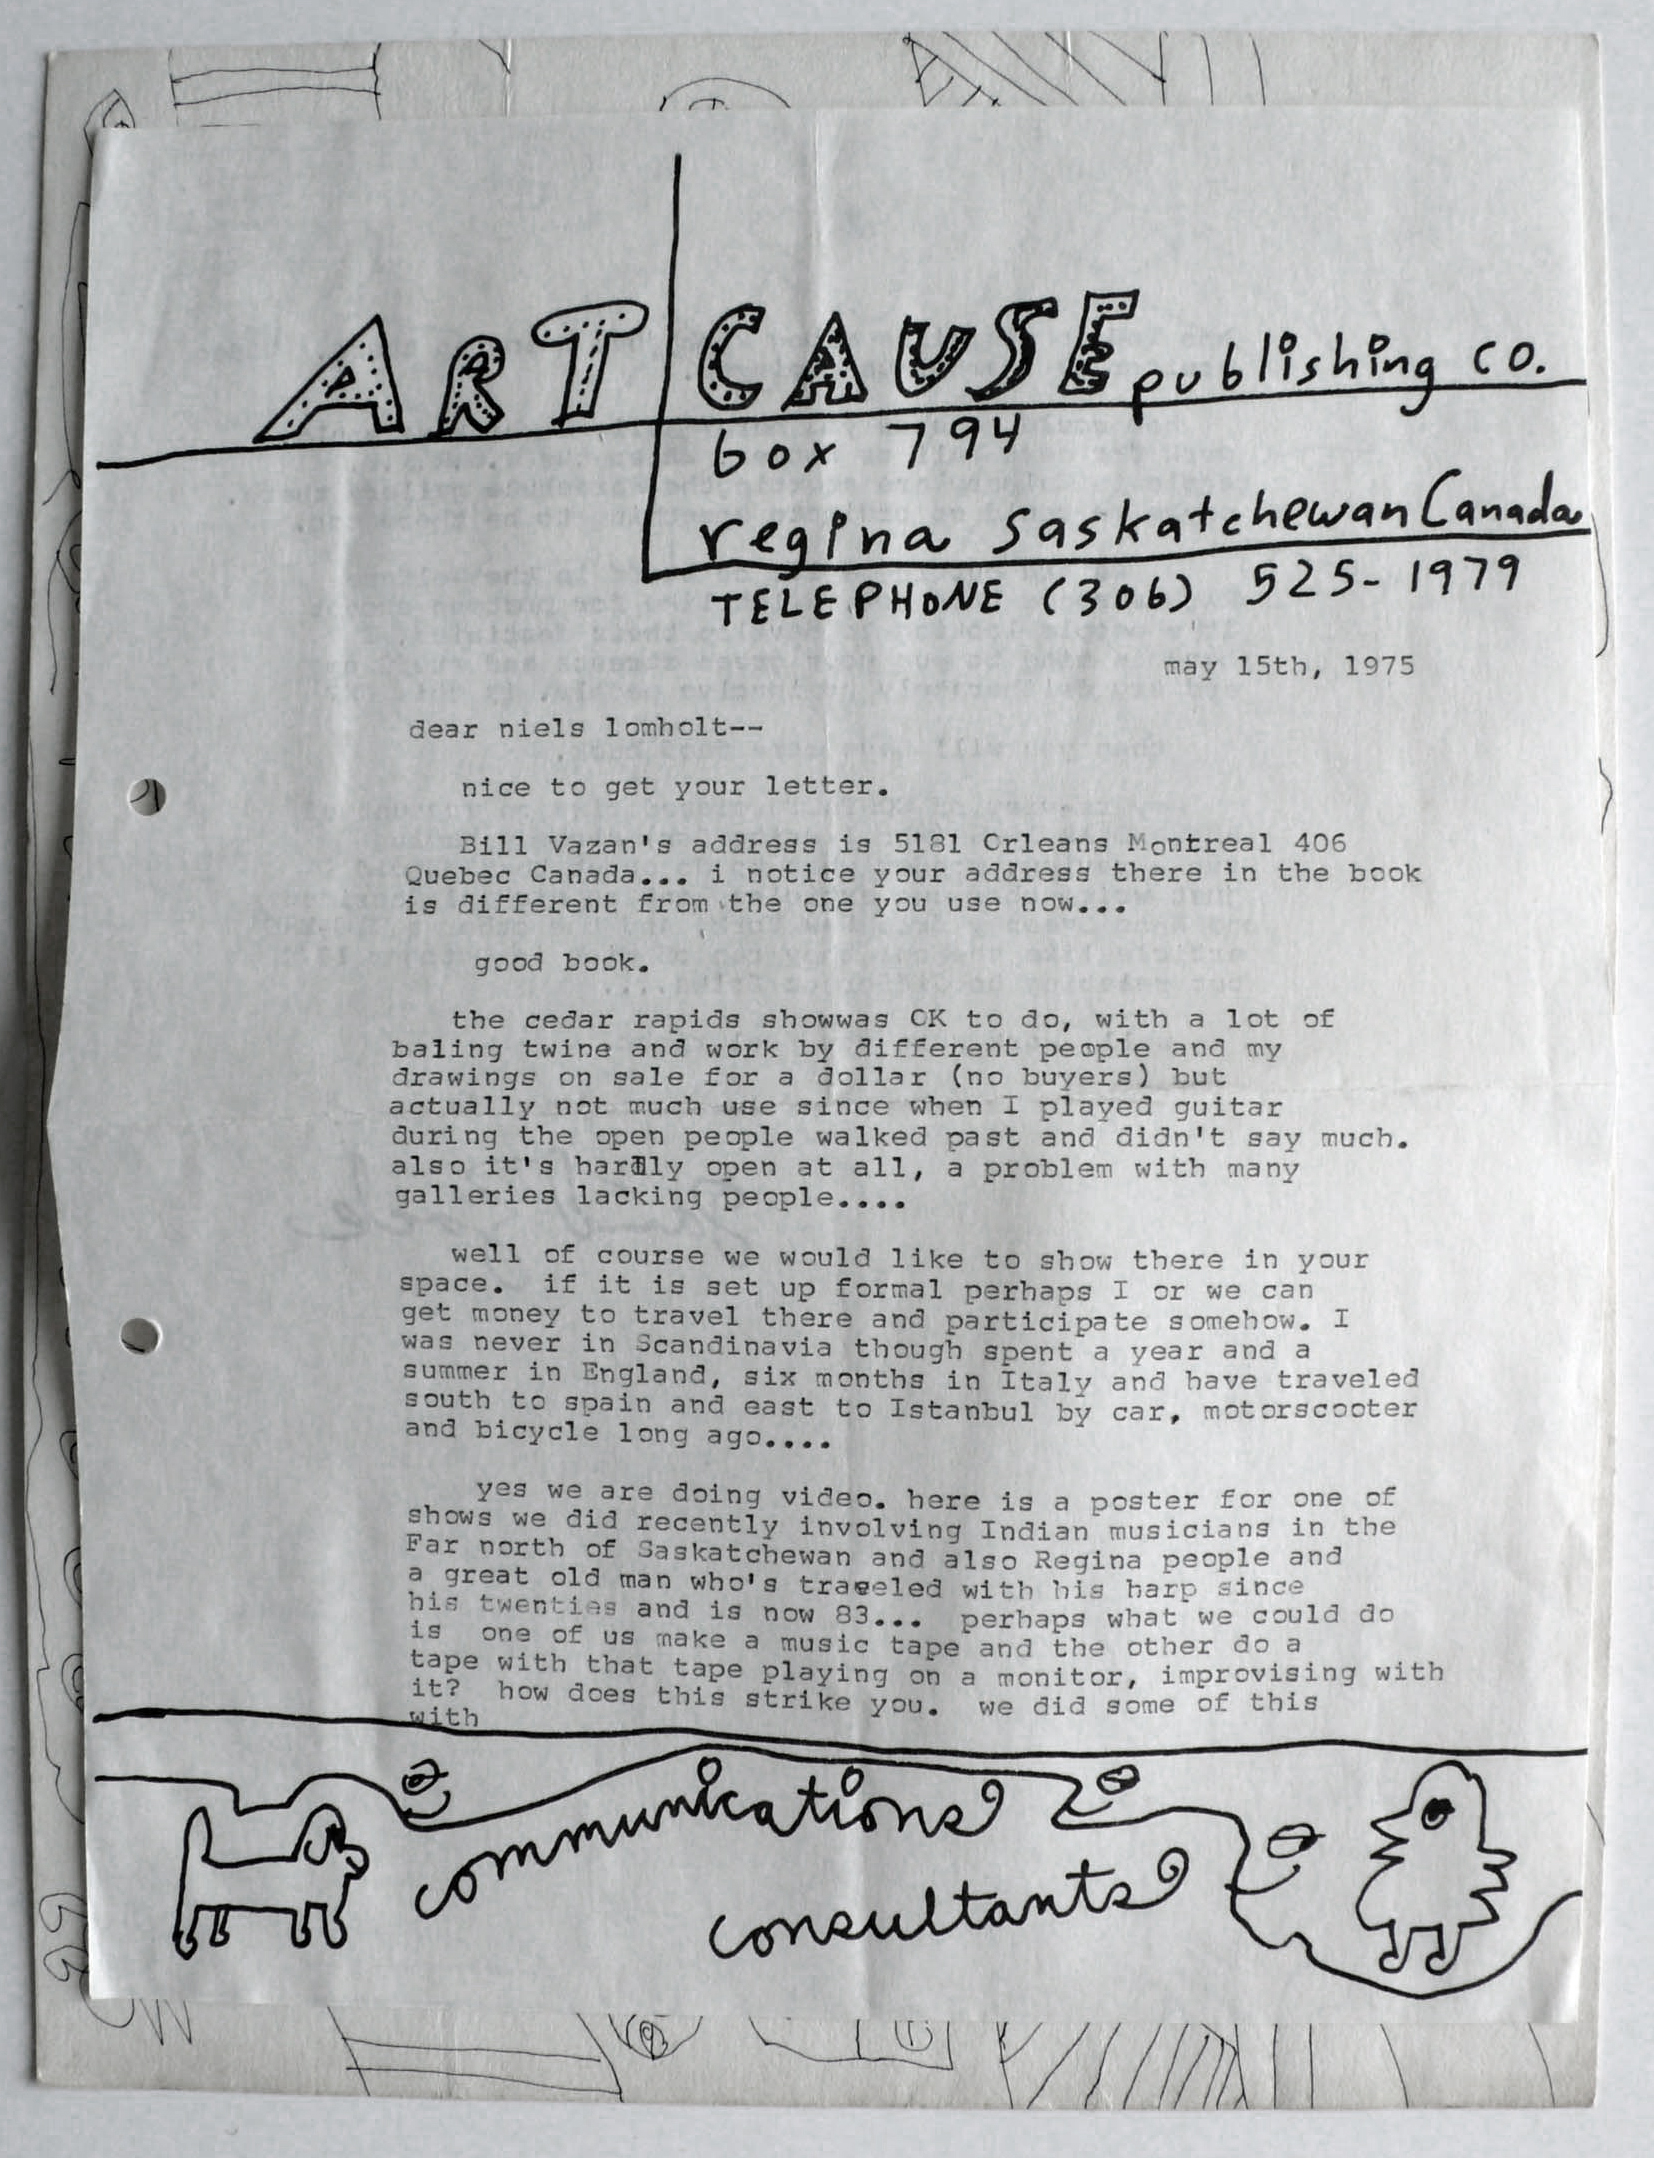 ART CAUSE publishing co.
box 794
regina saskatchewan Canada
TELEPHONE (306) 525-1979
may 15th, 1975
dear niels lomholt--
nice to get your letter.
Bill Vazan's address is 5181 Orleans Montreal 406
Quebec Canada... i notice your address there in the book
is different from the one you use now...
good book.
the cedar rapids showwas OK to do, with a lot of
baling twine and work by different people and my
drawings on sale for a dollar (no buyers) but
actually not much use since when I played guitar
during the open people walked past and didn't say much.
also it's hardly open at all, a problem with many
galleries lacking people....
well of course we would like to show there in your
space. if it is set up formal perhaps I or we can
get money to travel there and participate somehow. I
was never in Scandinavia though spent a year and a
summer in England, six months in Italy and have traveled
south to spain and east to Istanbul by car, motorscooter
and bicycle long ago....
yes we are doing video. here is a poster for one of
shows we did recently involving Indian musicians in the
Far north of Saskatchewan and also Regina people and
a great old man who's traveled with his harp since
his twenties and is now 83... perhaps what we could do
is one of us make a music tape and the other do a
tape with that tape playing on a monitor, improvising with
it? how does this strike you. we did some of this
with
communications
consultants